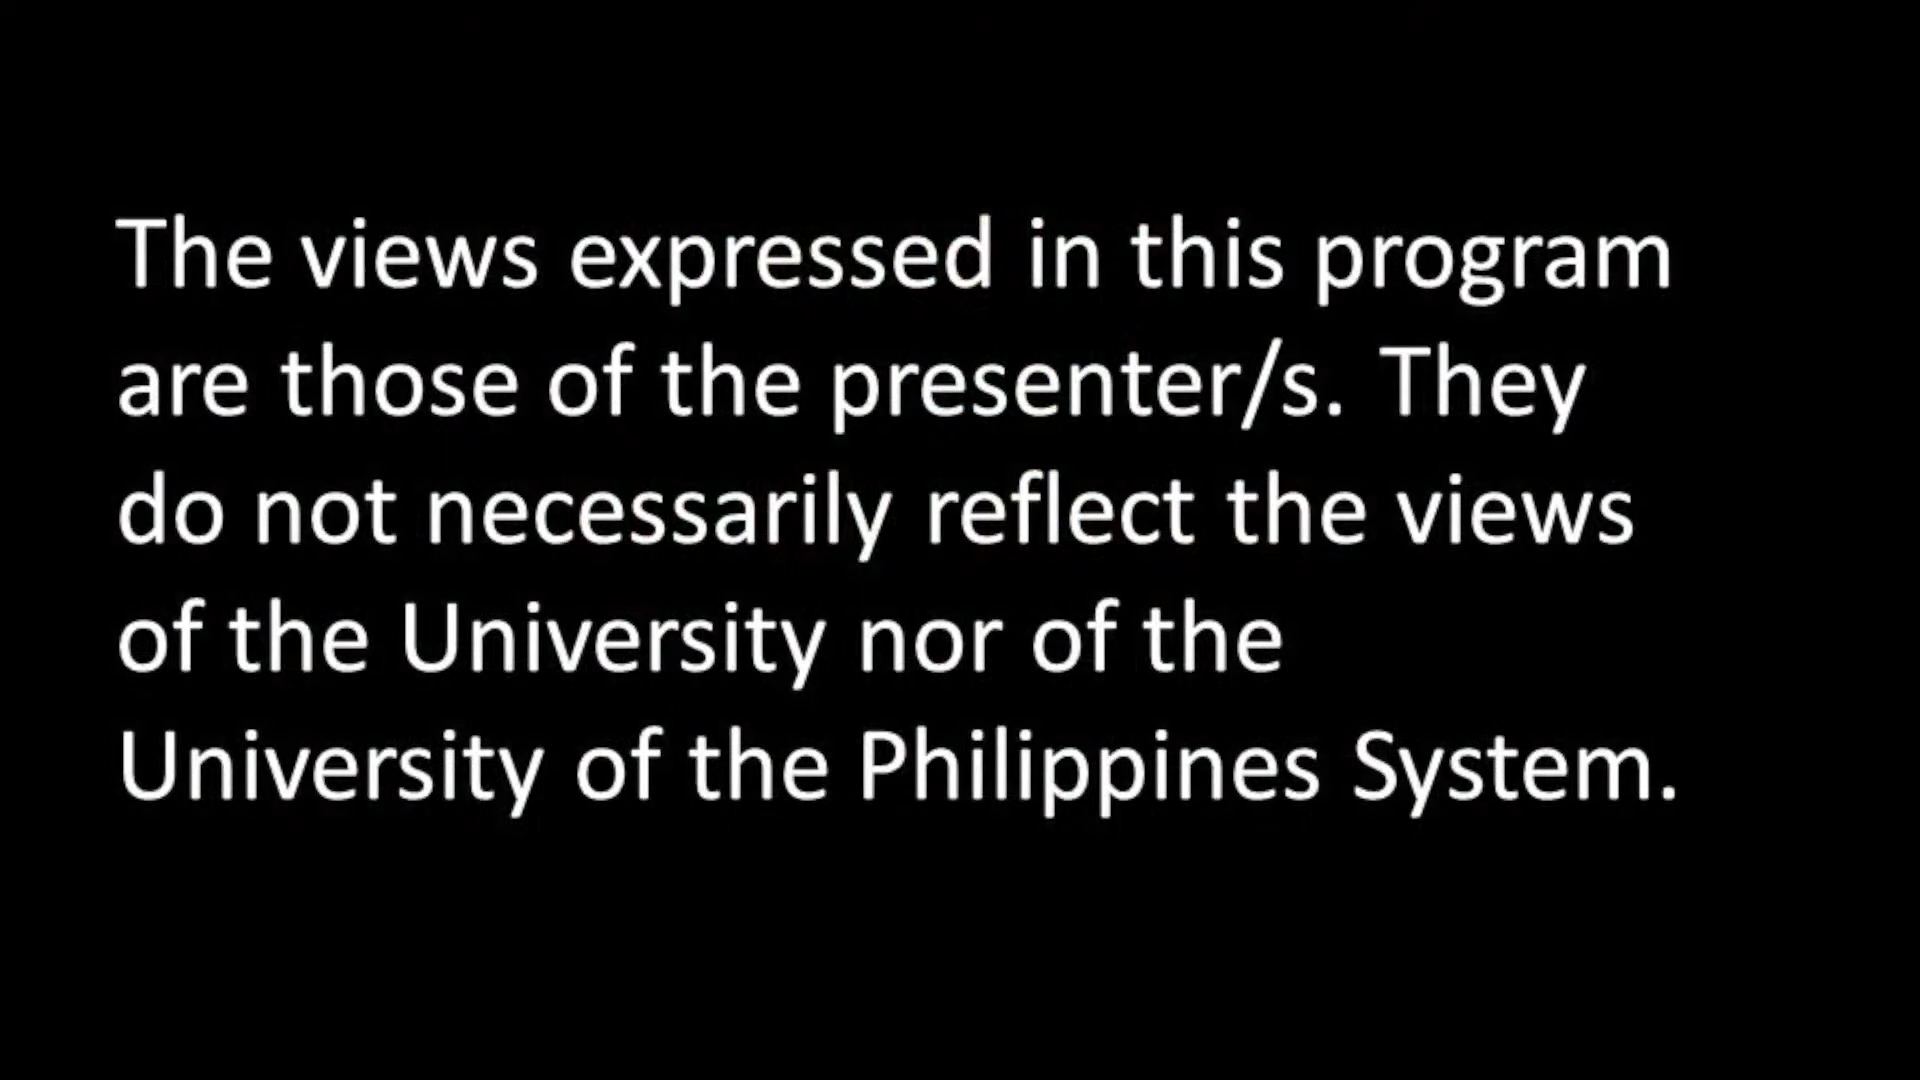 The views expressed in this program
are those of the presenter/s. They
do not necessarily reflect the views
of the University nor of the
University of the Philippines System.